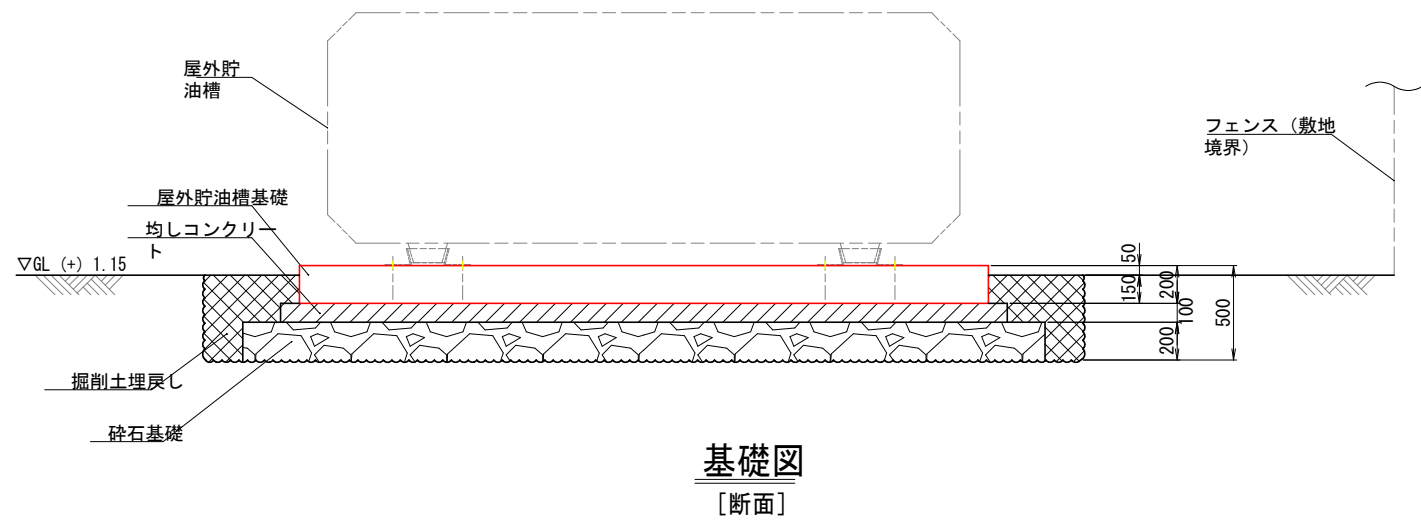 屋外貯
油槽
フェンス（敷地
境界）
屋外貯油槽基礎
均しコンクリー
ト
▽GL (+) 1.15
50
150
200
100
200
500
掘削土埋戻し
砕石基礎
基礎図
[断面]